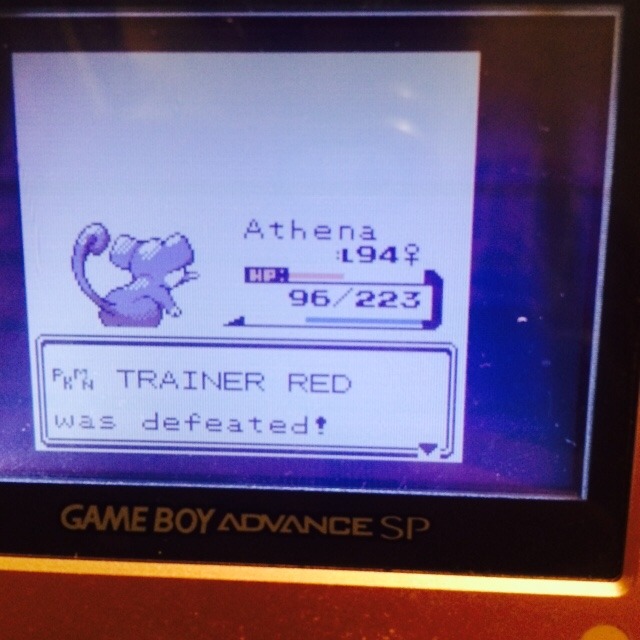 Athena
:L94♀
HP:
96/223
PKMN TRAINER RED
was defeated!
GAME BOY ADVANCE SP